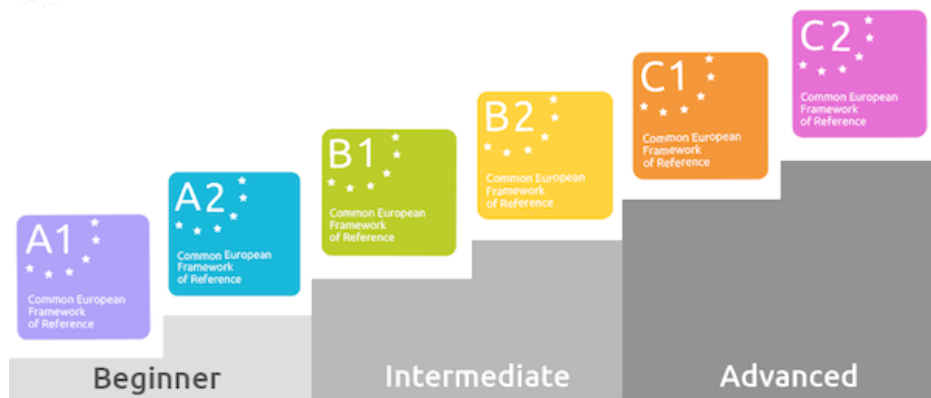 A1
Common European
Framework
of Reference
A2
Common European
Framework
of Reference
B1
Common European
Framework
of Reference
B2
Common European
Framework
of Reference
C1
Common European
Framework
of Reference
C2
Common European
Framework
of Reference
Beginner
Intermediate
Advanced